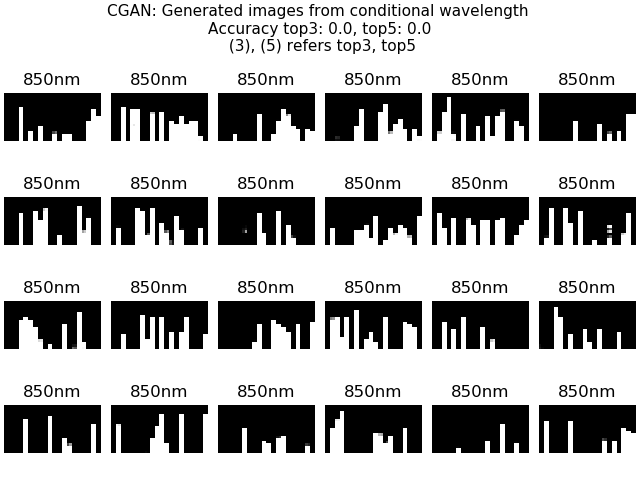 CGAN: Generated images from conditional wavelength
Accuracy top3: 0.0, top5: 0.0
(3), (5) refers top3, top5
850nm 850nm 850nm 850nm 850nm 850nm
850nm 850nm 850nm 850nm 850nm 850nm
850nm 850nm 850nm 850nm 850nm 850nm
850nm 850nm 850nm 850nm 850nm 850nm